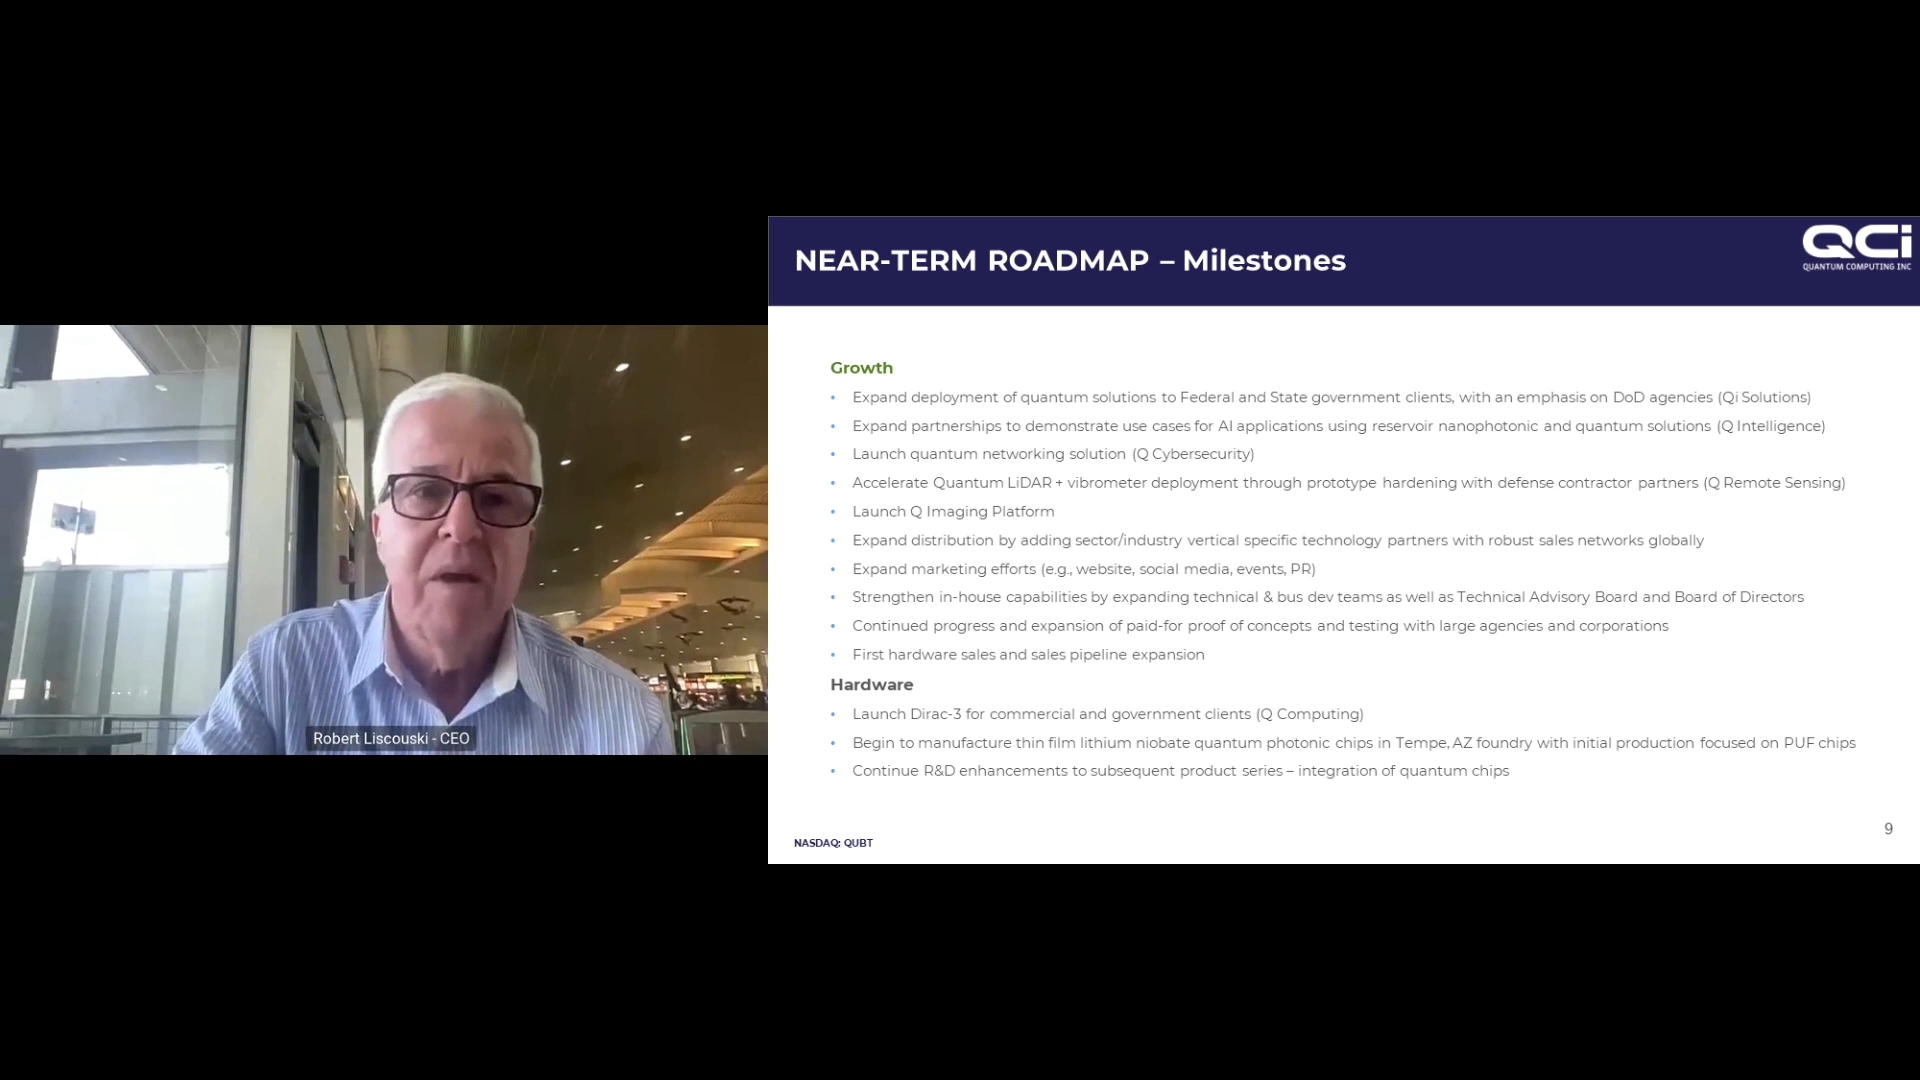 NEAR-TERM ROADMAP – Milestones
QCi
QUANTUM COMPUTING INC
Growth
• Expand deployment of quantum solutions to Federal and State government clients, with an emphasis on DoD agencies (Qi Solutions)
• Expand partnerships to demonstrate use cases for AI applications using reservoir nanophotonic and quantum solutions (Q Intelligence)
• Launch quantum networking solution (Q Cybersecurity)
• Accelerate Quantum LiDAR + vibrometer deployment through prototype hardening with defense contractor partners (Q Remote Sensing)
• Launch Q Imaging Platform
• Expand distribution by adding sector/industry vertical specific technology partners with robust sales networks globally
• Expand marketing efforts (e.g., website, social media, events, PR)
• Strengthen in-house capabilities by expanding technical & bus dev teams as well as Technical Advisory Board and Board of Directors
• Continued progress and expansion of paid-for proof of concepts and testing with large agencies and corporations
• First hardware sales and sales pipeline expansion
Hardware
• Launch Dirac-3 for commercial and government clients (Q Computing)
• Begin to manufacture thin film lithium niobate quantum photonic chips in Tempe, AZ foundry with initial production focused on PUF chips
• Continue R&D enhancements to subsequent product series – integration of quantum chips
Robert Liscouski - CEO
9
NASDAQ: QUBT